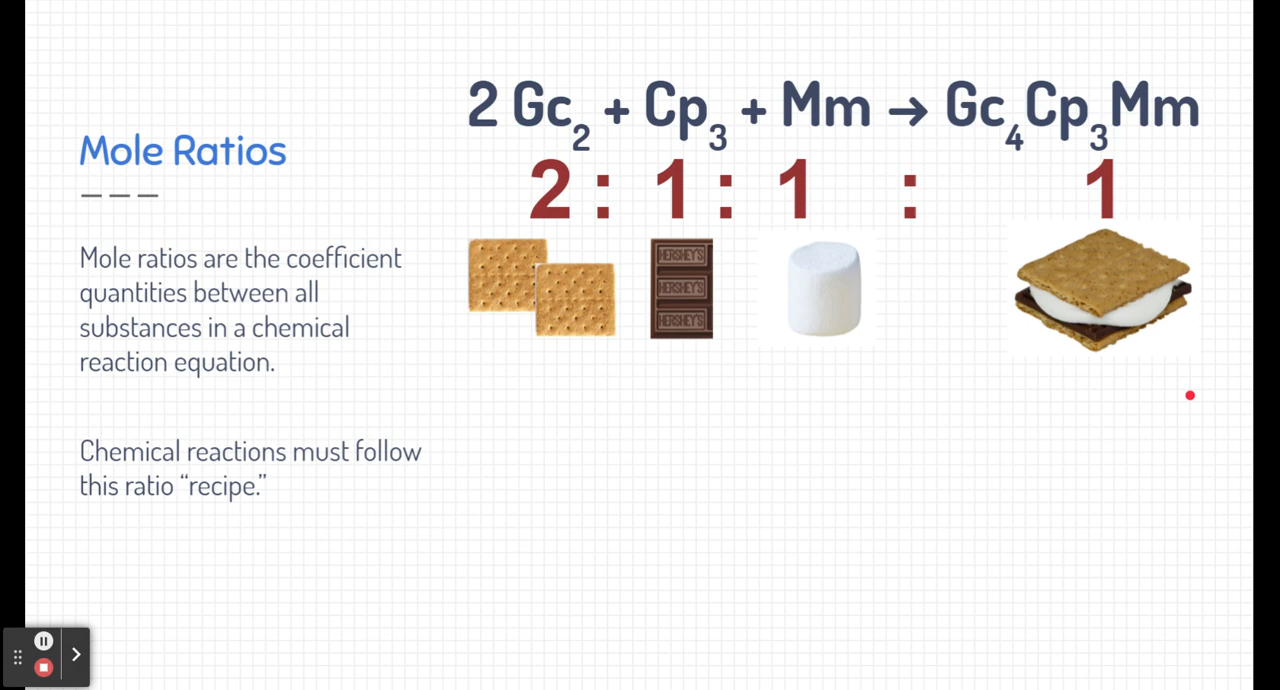 2 Gc₂ + Cp₃ + Mm → Gc₄Cp₃Mm
Mole Ratios
2 : 1 : 1 : 1
Mole ratios are the coefficient
quantities between all
substances in a chemical
reaction equation.
HERSHEY'S
HERSHEY'S
HERSHEY'S
Chemical reactions must follow
this ratio “recipe.”